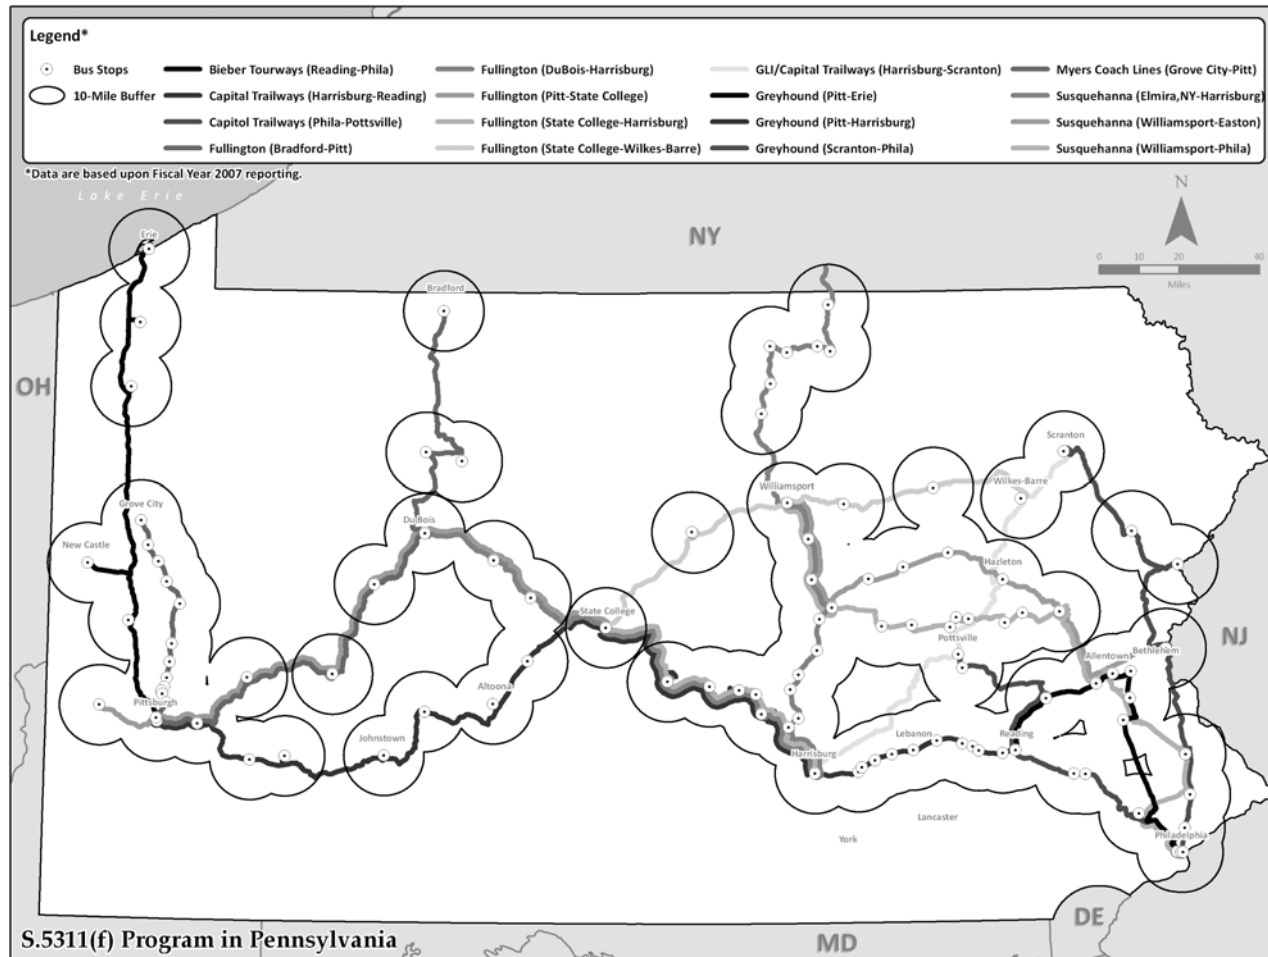 Legend*
Bus Stops
10-Mile Buffer
Bieber Tourways (Reading-Phila)
Capital Trailways (Harrisburg-Reading)
Capitol Trailways (Phila-Pottsville)
Fullington (Bradford-Pitt)
Fullington (DuBois-Harrisburg)
Fullington (Pitt-State College)
Fullington (State College-Harrisburg)
Fullington (State College-Wilkes-Barre)
GLI/Capital Trailways (Harrisburg-Scranton)
Greyhound (Pitt-Erie)
Greyhound (Pitt-Harrisburg)
Greyhound (Scranton-Phila)
Myers Coach Lines (Grove City-Pitt)
Susquehanna (Elmira,NY-Harrisburg)
Susquehanna (Williamsport-Easton)
Susquehanna (Williamsport-Phila)
*Data are based upon Fiscal Year 2007 reporting.
Lake Erie
N
NY
Erie
0 10 20 40
Miles
Bradford
OH
Scranton
Wilkes-Barre
Williamsport
Grove City
DuBois
New Castle
Hazleton
State College
Pottsville
NJ
Allentown
Bethlehem
Altoona
Pittsburgh
Johnstown
Harrisburg
Lebanon
Reading
Lancaster
York
Philadelphia
DE
MD
S.5311(f) Program in Pennsylvania